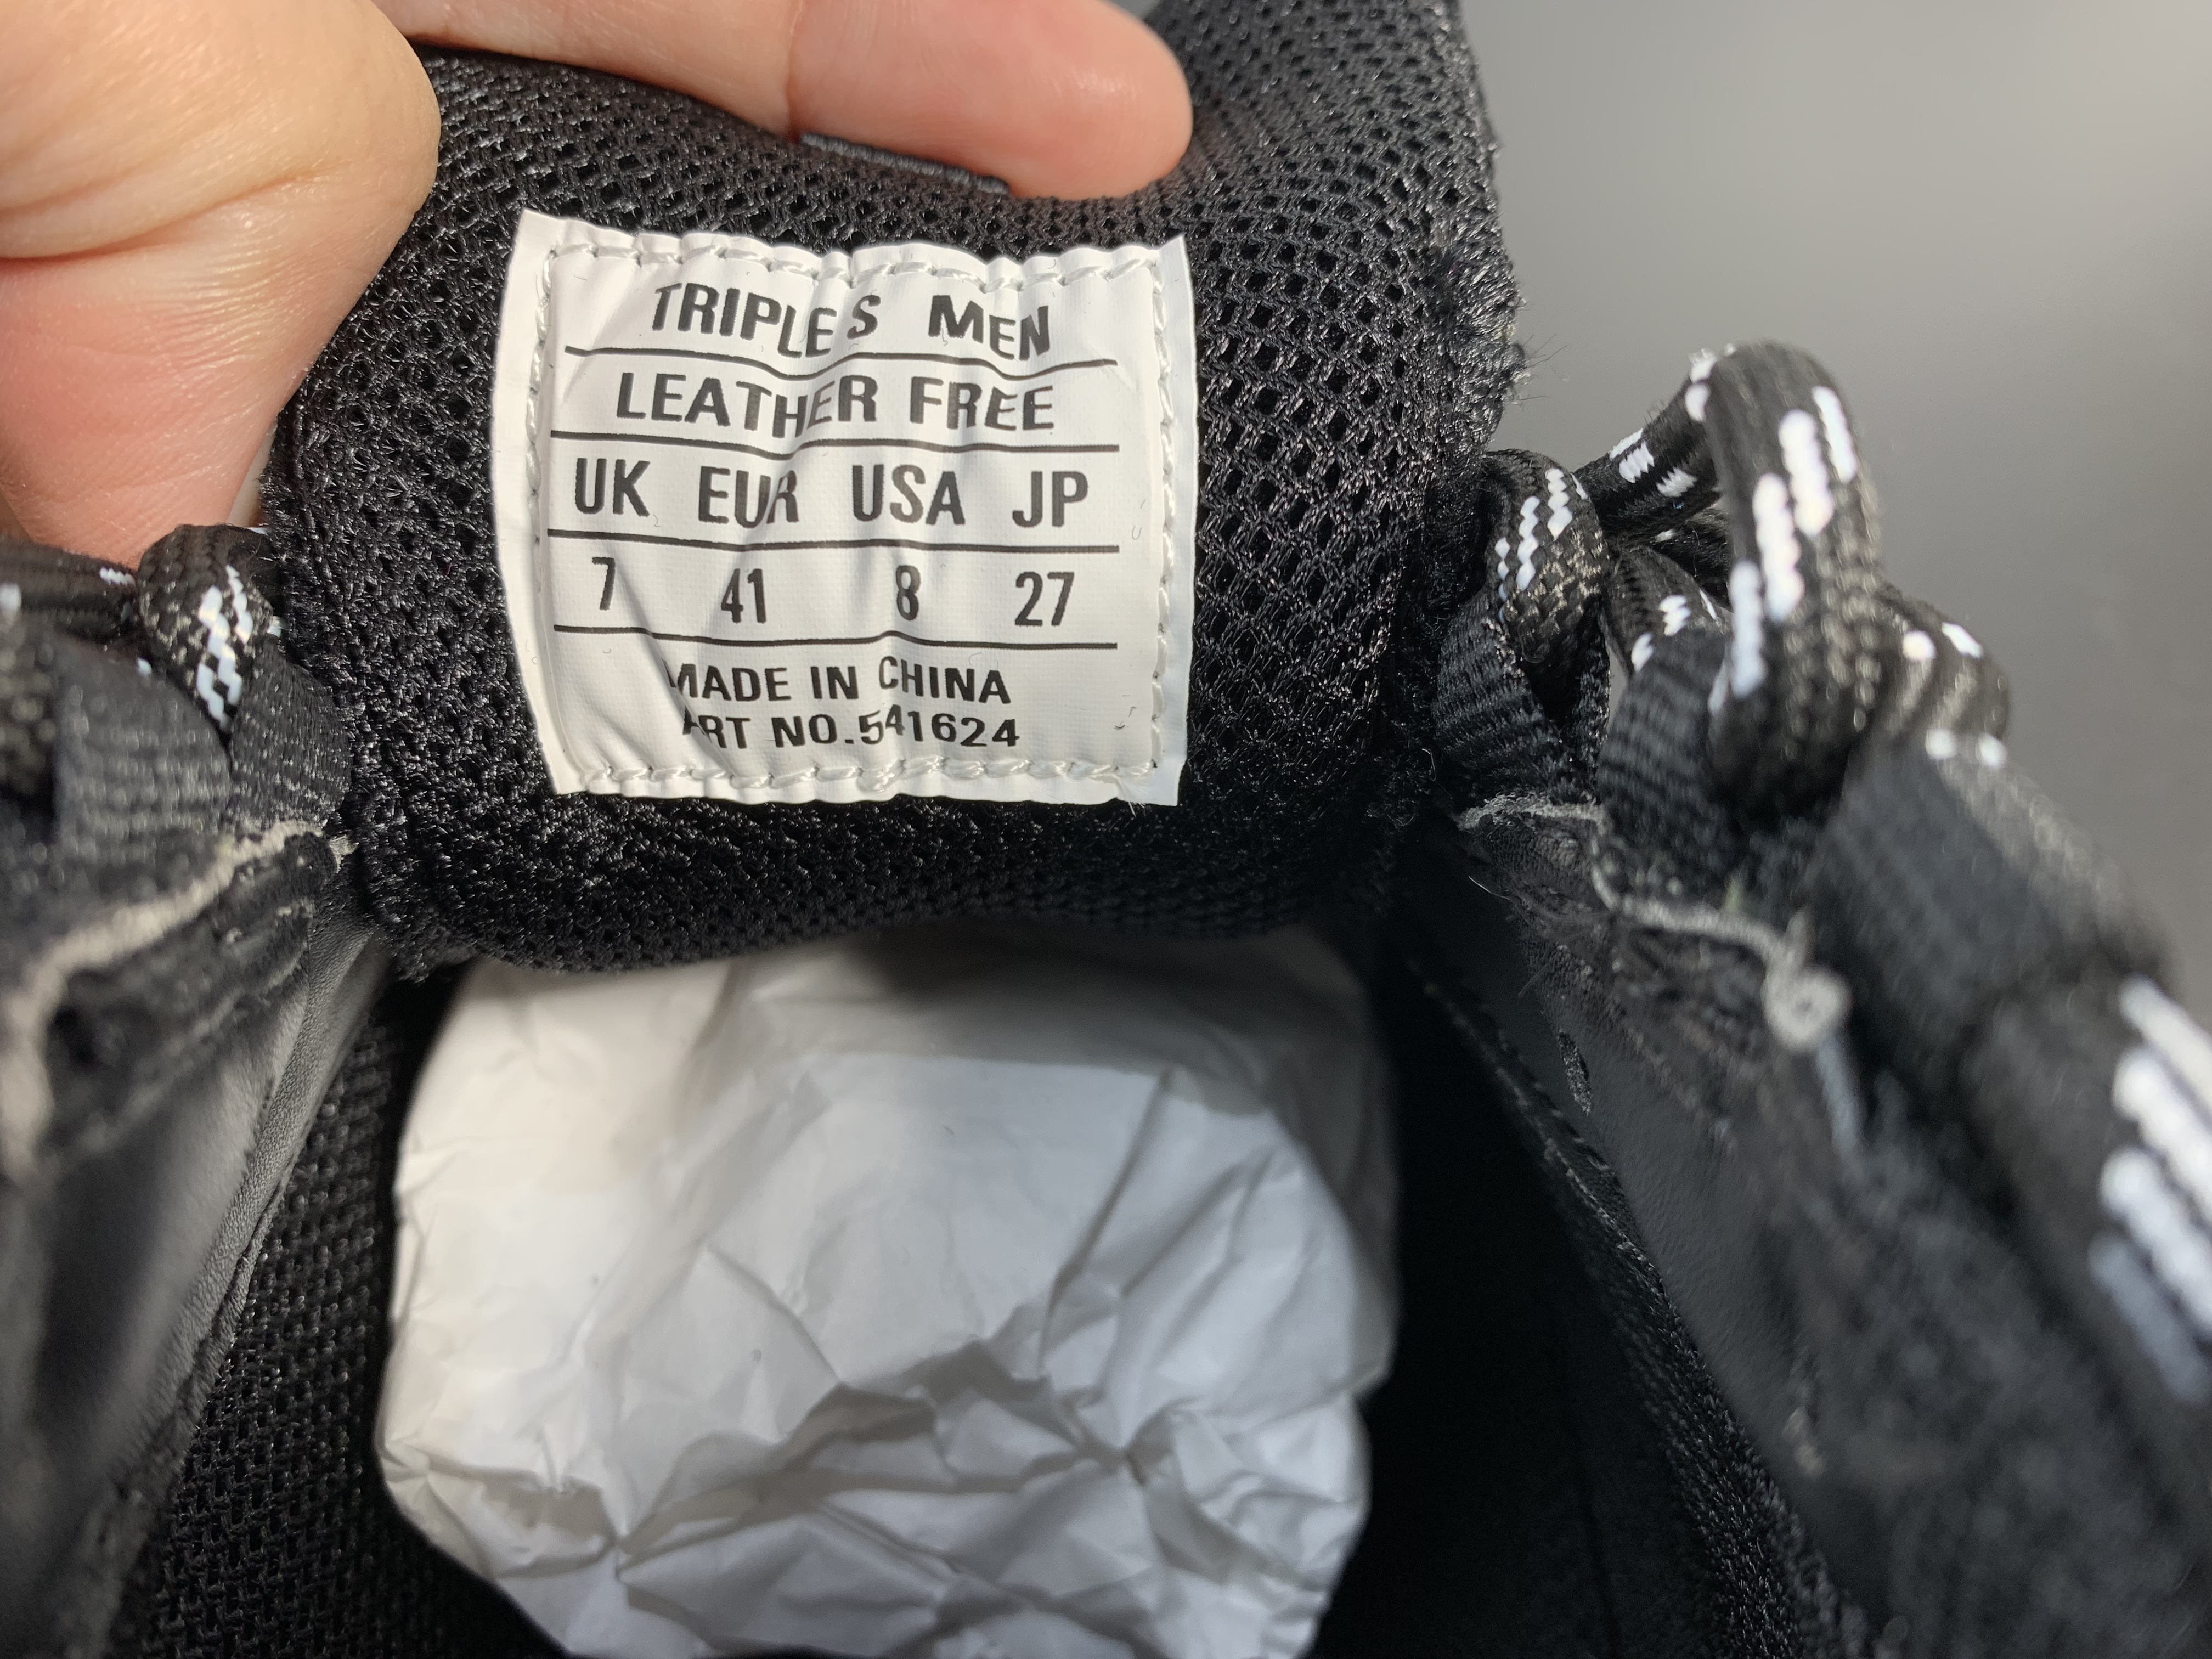 TRIPLE S MEN
LEATHER FREE
UK EUR USA JP
7 41 8 27
MADE IN CHINA
ART NO.541624